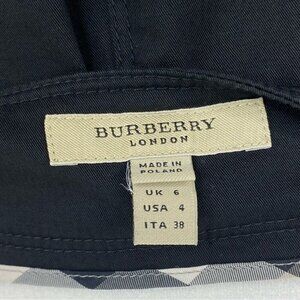 BURBERRY
LONDON
MADE IN
POLAND
UK 6
USA 4
ITA 38